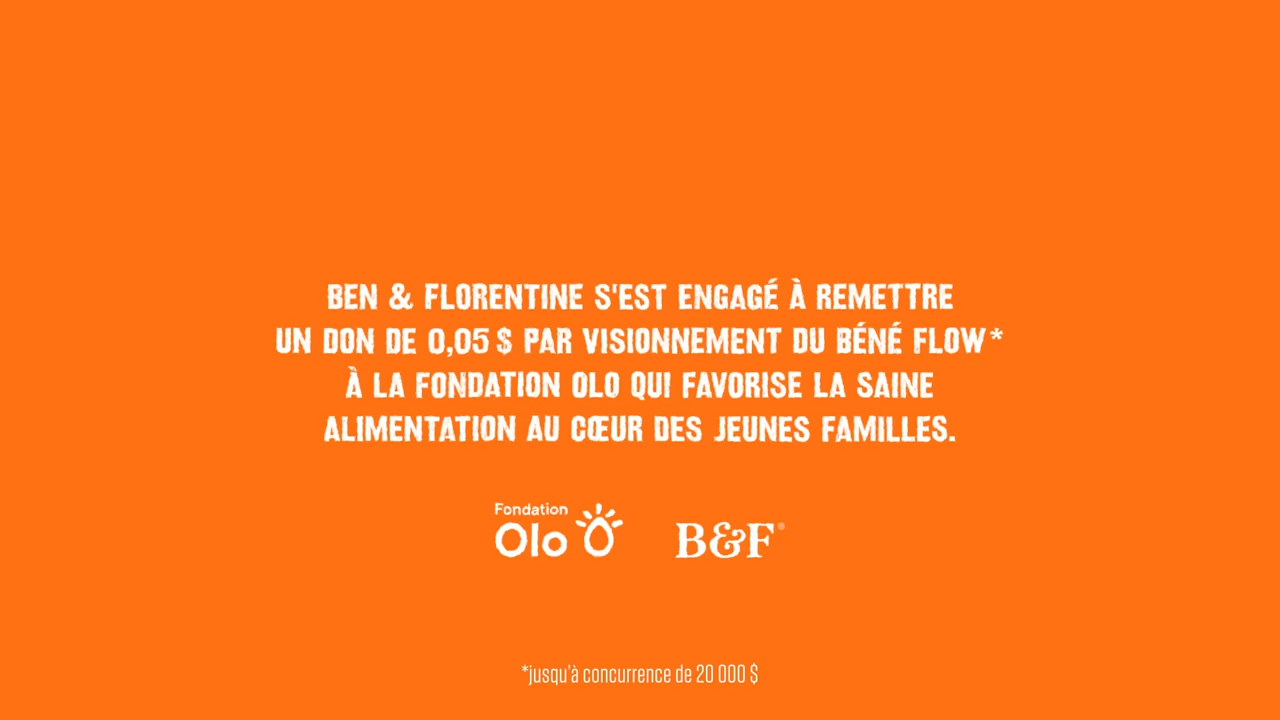 BEN & FLORENTINE S'EST ENGAGÉ À REMETTRE
UN DON DE 0,05 $ PAR VISIONNEMENT DU BÉNÉ FLOW*
À LA FONDATION OLO QUI FAVORISE LA SAINE
ALIMENTATION AU CŒUR DES JEUNES FAMILLES.
Fondation
Olo
B&F®
*jusqu'à concurrence de 20 000 $